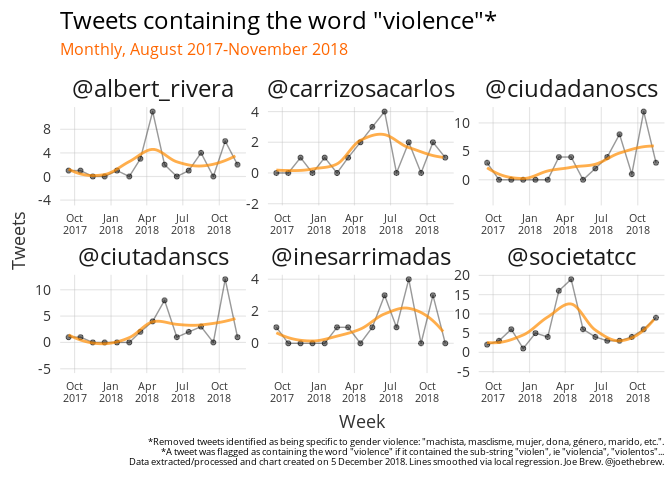 Tweets containing the word "violence"*
Monthly, August 2017-November 2018
@albert_rivera @carrizosacarlos @ciudadanoscs
8 4 0 -4
4 2 0 -2
10 5 0
Oct 2017 Jan 2018 Apr 2018 Jul 2018 Oct 2018
Oct 2017 Jan 2018 Apr 2018 Jul 2018 Oct 2018
Oct 2017 Jan 2018 Apr 2018 Jul 2018 Oct 2018
Tweets
@ciutadanscs @inesarrimadas @societatcc
10 5 0 -5
4 2 0
20 15 10 5 0 -5
Oct 2017 Jan 2018 Apr 2018 Jul 2018 Oct 2018
Oct 2017 Jan 2018 Apr 2018 Jul 2018 Oct 2018
Oct 2017 Jan 2018 Apr 2018 Jul 2018 Oct 2018
Week
*Removed tweets identified as being specific to gender violence: "machista, masclisme, mujer, dona, género, marido, etc.".
*A tweet was flagged as containing the word "violence" if it contained the sub-string "violen", ie "violencia", "violentos"...
Data extracted/processed and chart created on 5 December 2018. Lines smoothed via local regression. Joe Brew. @joethebrew.